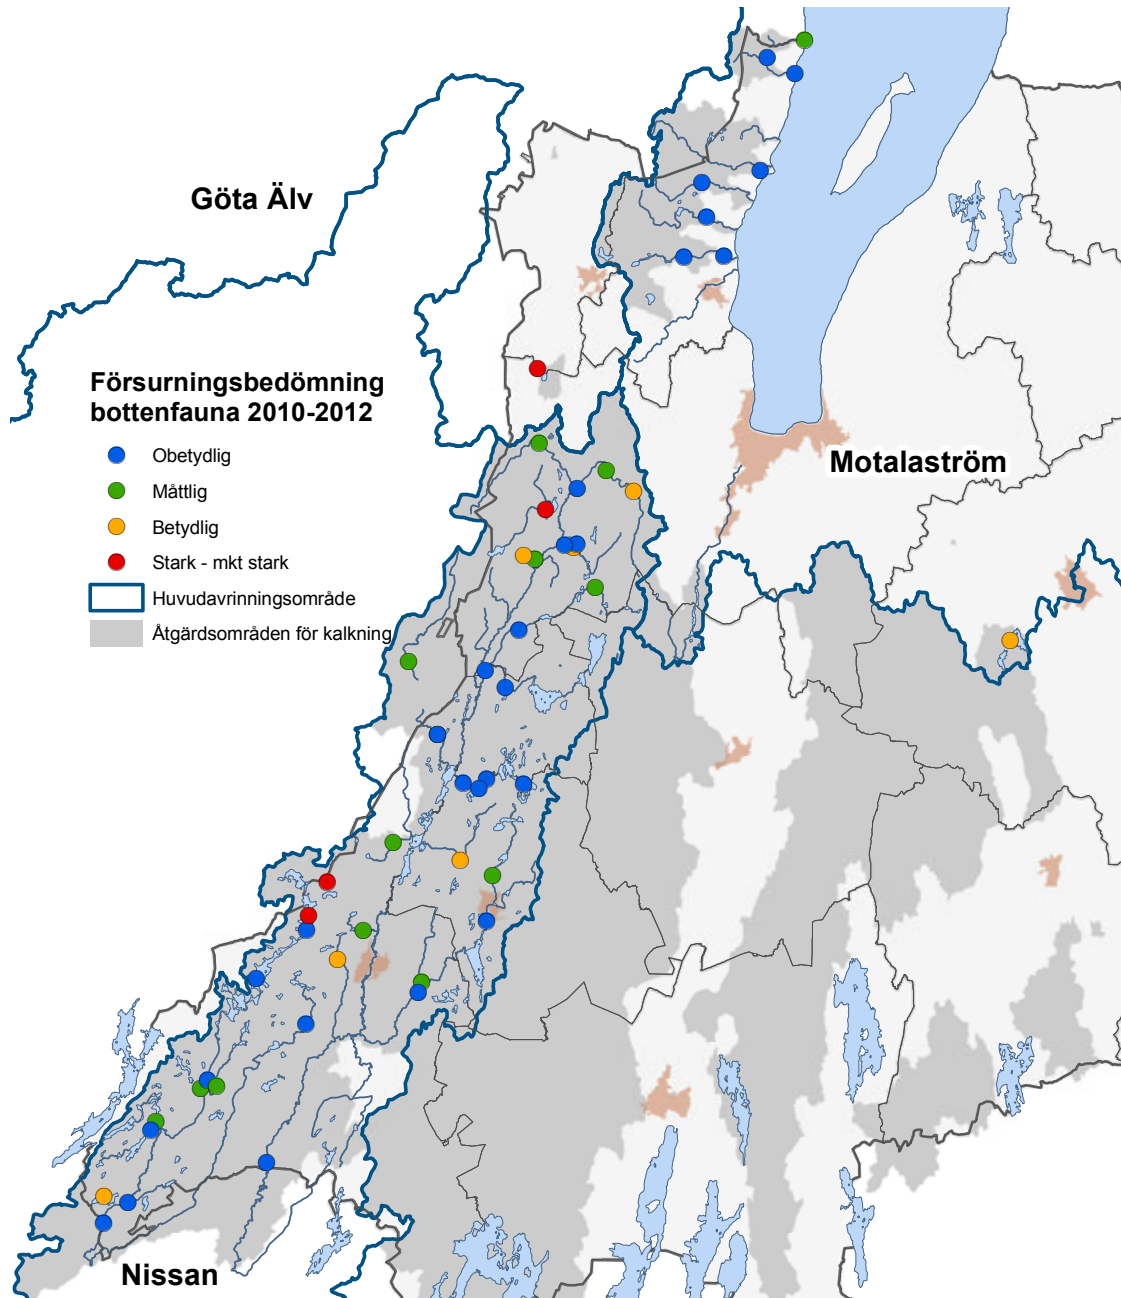 Göta Älv
Försurningsbedömning
bottenfauna 2010-2012
Obetydlig
Måttlig
Betydlig
Stark - mkt stark
Huvudavrinningsområde
Åtgärdsområden för kalkning
Motalaström
Nissan